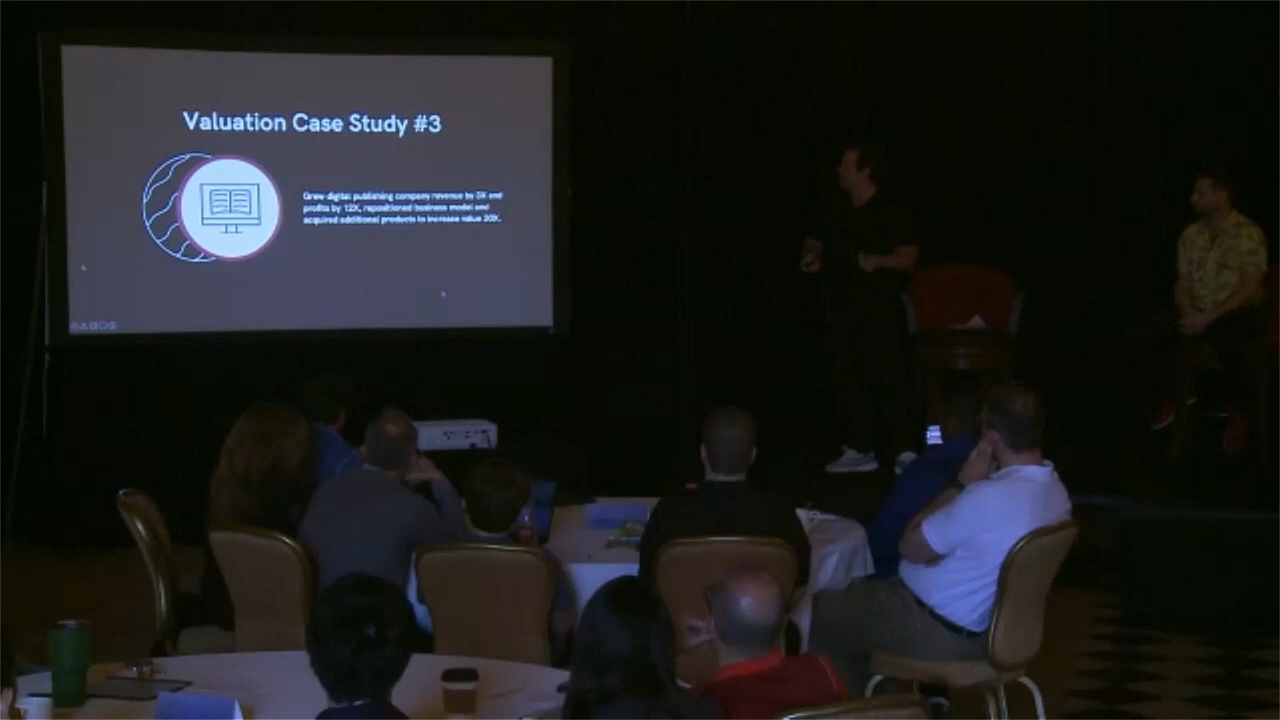 Valuation Case Study #3
Grew digital publishing company revenue by 3X and
profits by 12X, repositioned business model and
acquired additional products to increase value 20X.